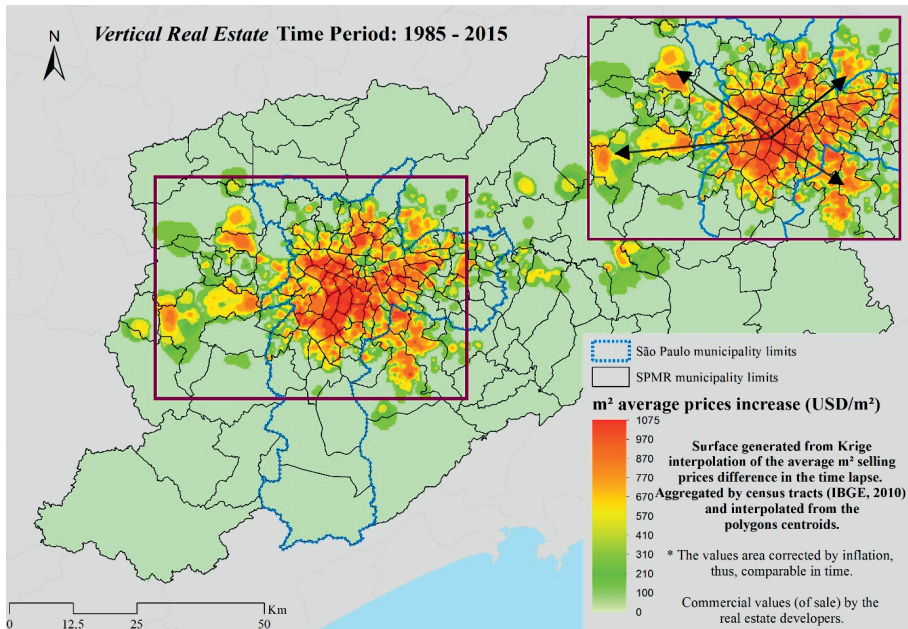 Vertical Real Estate Time Period: 1985 - 2015
N
São Paulo municipality limits
SPMR municipality limits
m² average prices increase (USD/m²)
1075
970
870
770
670
570
410
310
210
100
0
Surface generated from Krige
interpolation of the average m² selling
prices difference in the time lapse.
Aggregated by census tracts (IBGE, 2010)
and interpolated from the
polygons centroids.
* The values area corrected by inflation,
thus, comparable in time.
Commercial values (of sale) by the
real estate developers.
Km
0 12,5 25 50